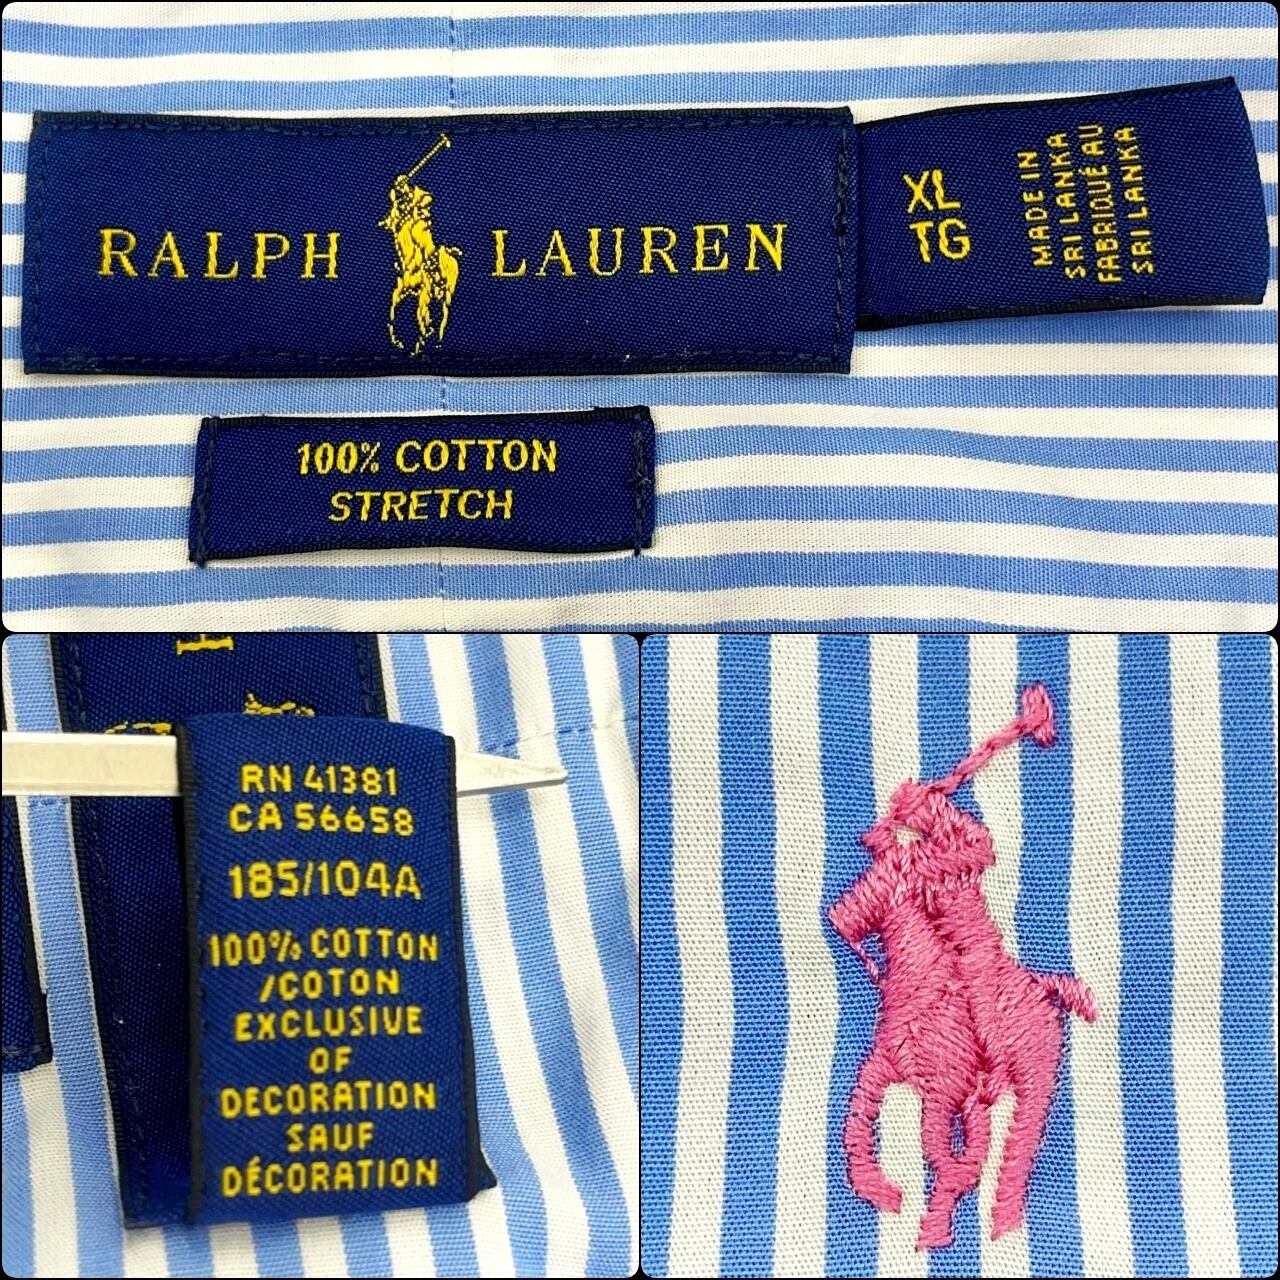 RALPH LAUREN
XL
TG
MADE IN
SRI LANKA
FABRIQUÉ AU
SRI LANKA
100% COTTON
STRETCH
RN 41381
CA 56658
185/104A
100% COTTON
/COTON
EXCLUSIVE
OF
DECORATION
SAUF
DÉCORATION